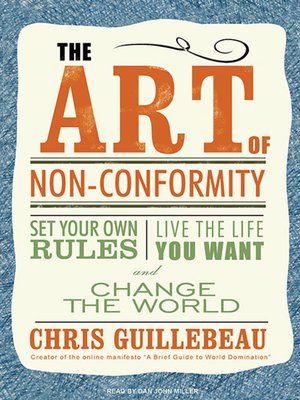 THE
ART OF
NON-CONFORMITY
SET YOUR OWN RULES
LIVE THE LIFE YOU WANT
and
CHANGE
THE WORLD
CHRIS GUILLEBEAU
Creator of the online manifesto "A Brief Guide to World Domination"
READ BY DAN JOHN MILLER